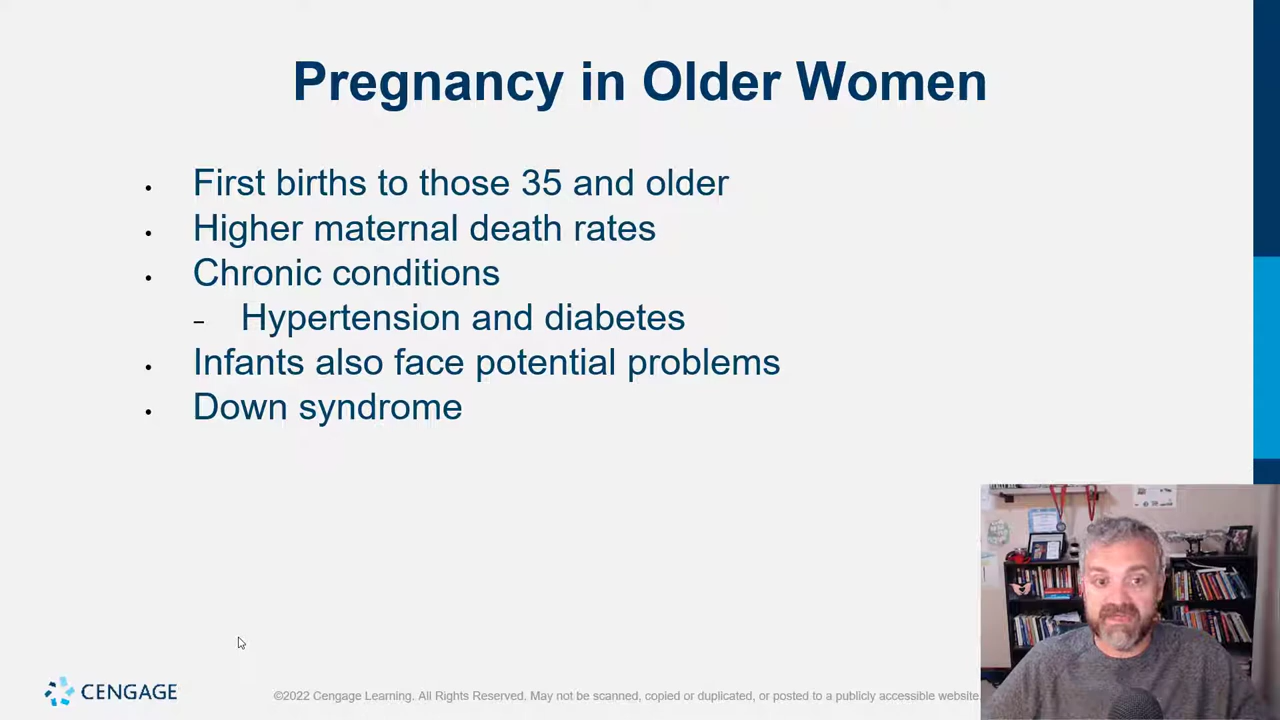 Pregnancy in Older Women
• First births to those 35 and older
• Higher maternal death rates
• Chronic conditions
– Hypertension and diabetes
• Infants also face potential problems
• Down syndrome
CENGAGE
©2022 Cengage Learning. All Rights Reserved. May not be scanned, copied or duplicated, or posted to a publicly accessible website,